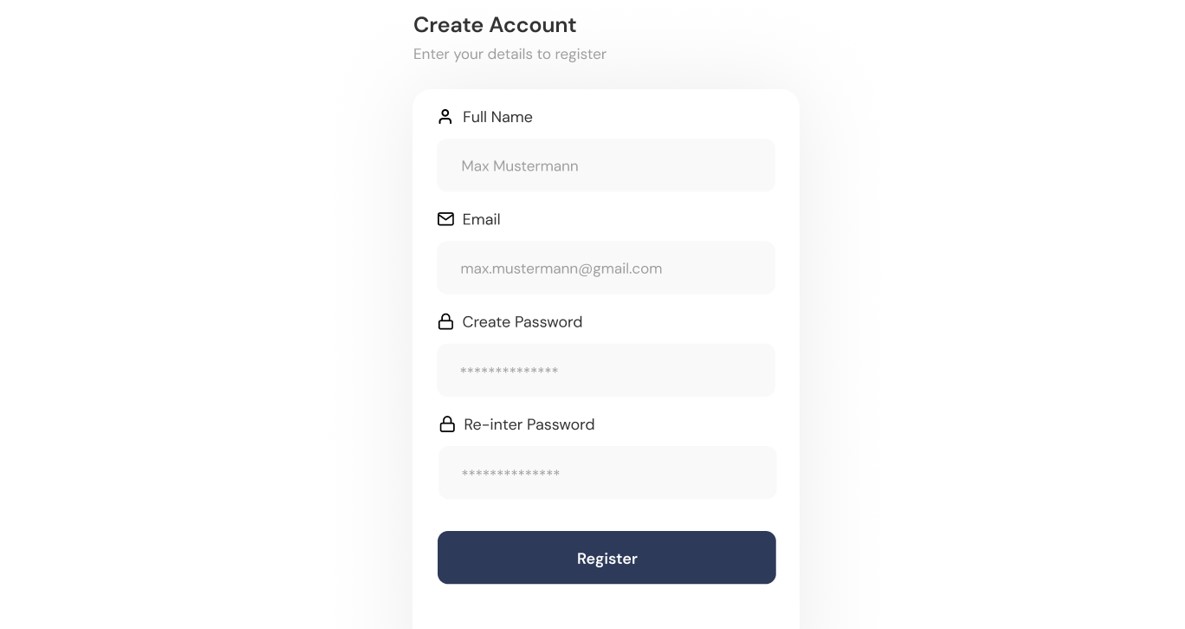 Create Account
Enter your details to register
Full Name
Max Mustermann
Email
max.mustermann@gmail.com
Create Password
**************
Re-inter Password
**************
Register